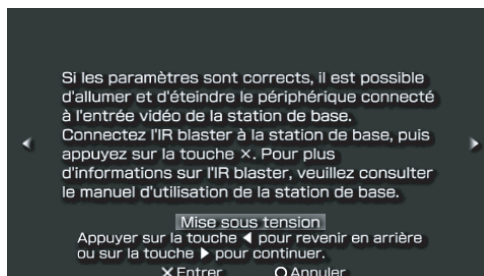 Si les paramètres sont corrects, il est possible
d'allumer et d'éteindre le périphérique connecté
à l'entrée vidéo de la station de base.
Connectez l'IR blaster à la station de base, puis
appuyez sur la touche ×. Pour plus
d'informations sur l'IR blaster, veuillez consulter
le manuel d'utilisation de la station de base.
Mise sous tension
Appuyer sur la touche ◀ pour revenir en arrière
ou sur la touche ▶ pour continuer.
×Entrer ○Annuler